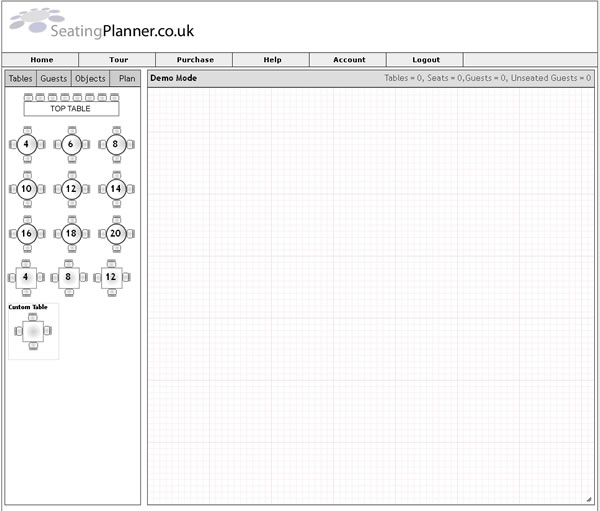 SeatingPlanner.co.uk
Home Tour Purchase Help Account Logout
Tables Guests Objects Plan
Demo Mode Tables = 0, Seats = 0,Guests = 0, Unseated Guests = 0
TOP TABLE
4 6 8
10 12 14
16 18 20
4 8 12
Custom Table